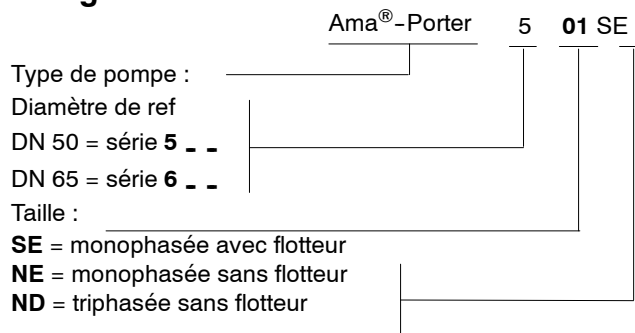 Ama®-Porter 5 01 SE
Type de pompe :
Diamètre de ref
DN 50 = série 5 _ _
DN 65 = série 6 _ _
Taille :
SE = monophasée avec flotteur
NE = monophasée sans flotteur
ND = triphasée sans flotteur